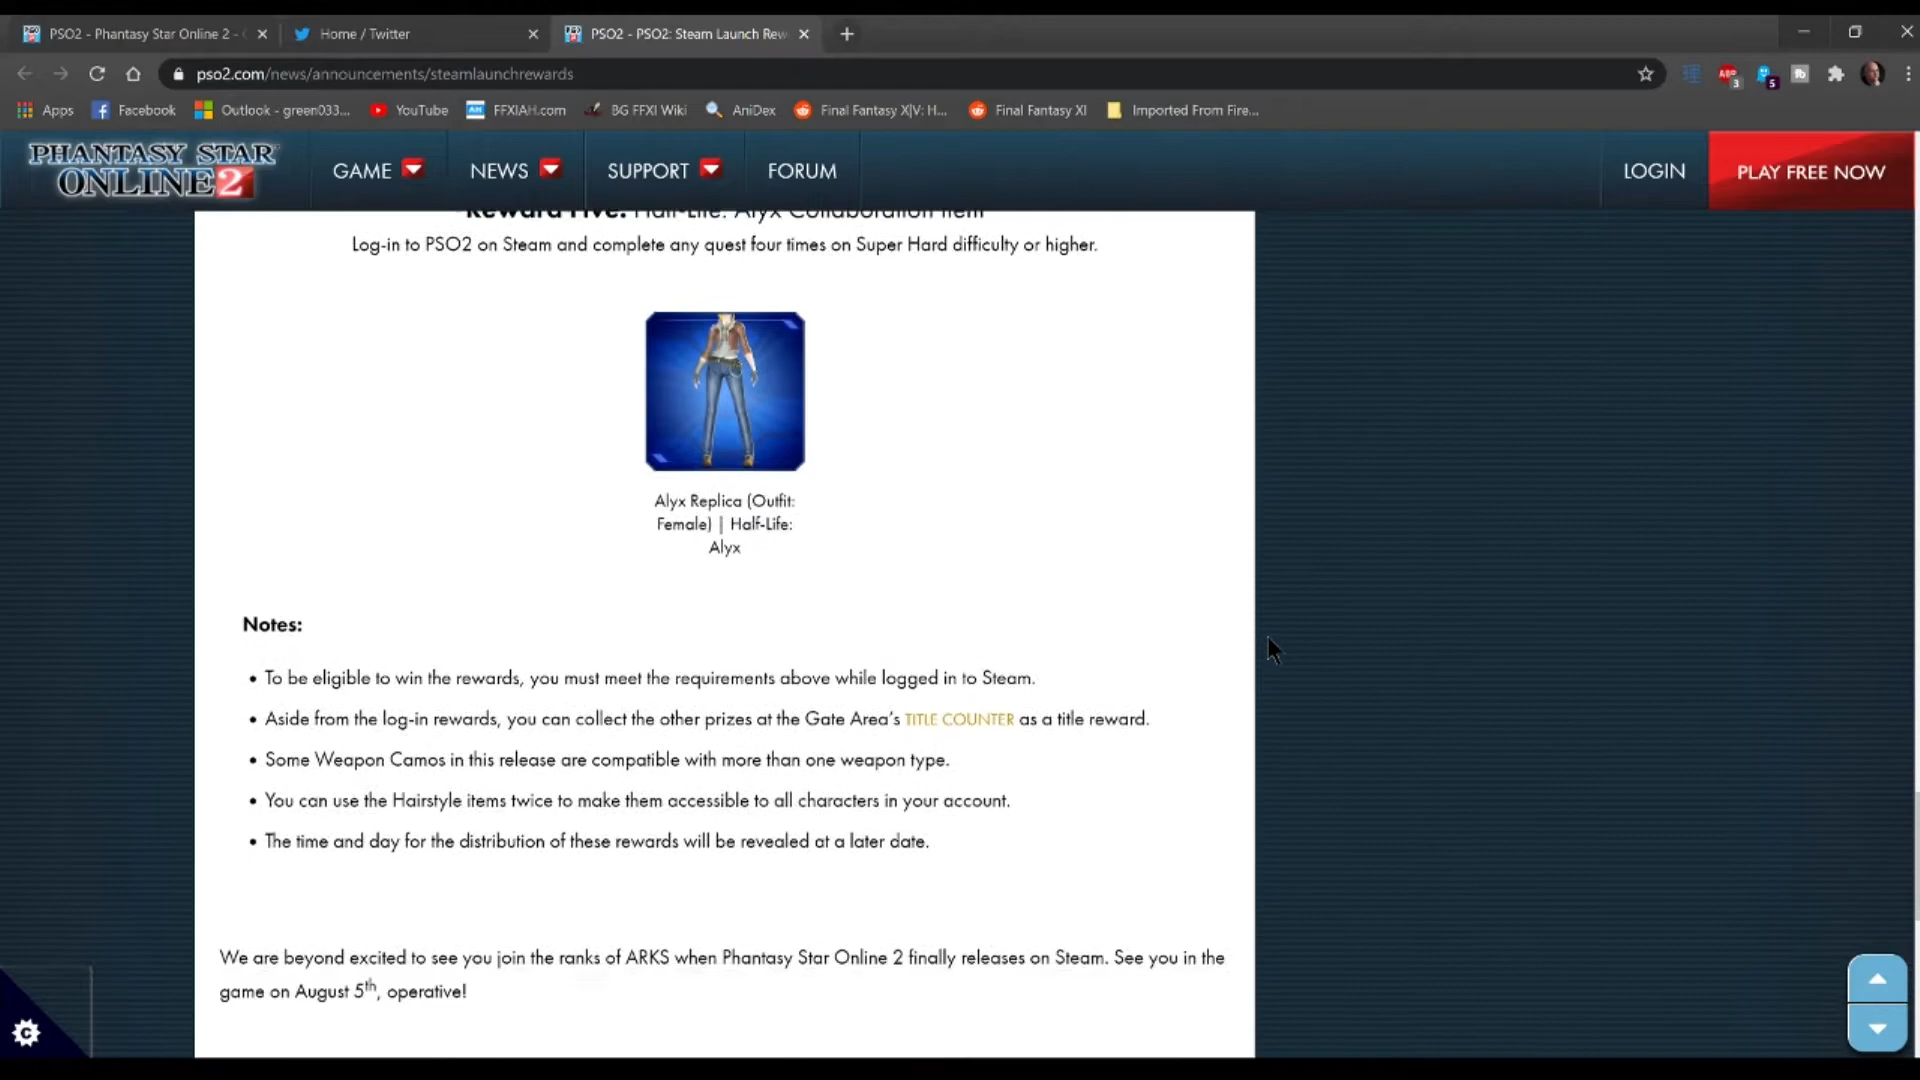 PSO2 - Phantasy Star Online 2 -
Home / Twitter
PSO2 - PSO2: Steam Launch Rew
pso2.com/news/announcements/steamlaunchrewards
ABP
3
5
Apps
Facebook
Outlook - green033...
YouTube
FFXIAH.com
BG FFXI Wiki
AniDex
Final Fantasy X|V: H...
Final Fantasy XI
Imported From Fire...
PHANTASY STAR
ONLINE 2
GAME
NEWS
SUPPORT
FORUM
LOGIN
PLAY FREE NOW
Reward Five: Half-Life: Alyx Collaboration Item
Log-in to PSO2 on Steam and complete any quest four times on Super Hard difficulty or higher.
Alyx Replica (Outfit:
Female) | Half-Life:
Alyx
Notes:
• To be eligible to win the rewards, you must meet the requirements above while logged in to Steam.
• Aside from the log-in rewards, you can collect the other prizes at the Gate Area's TITLE COUNTER as a title reward.
• Some Weapon Camos in this release are compatible with more than one weapon type.
• You can use the Hairstyle items twice to make them accessible to all characters in your account.
• The time and day for the distribution of these rewards will be revealed at a later date.
We are beyond excited to see you join the ranks of ARKS when Phantasy Star Online 2 finally releases on Steam. See you in the
game on August 5th, operative!